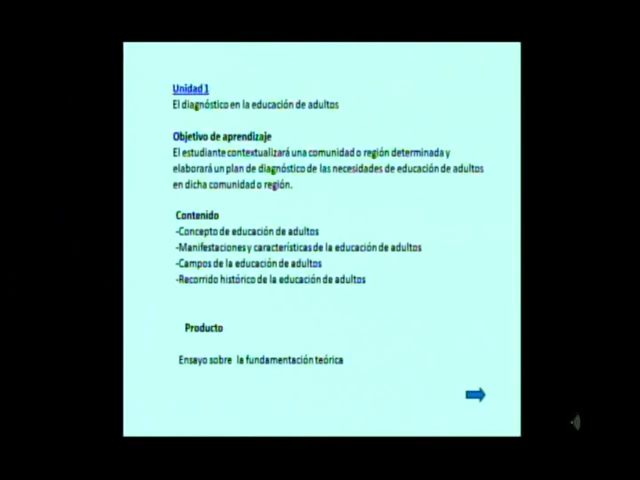 Unidad 1
El diagnóstico en la educación de adultos
Objetivo de aprendizaje
El estudiante contextualizará una comunidad o región determinada y
elaborará un plan de diagnóstico de las necesidades de educación de adultos
en dicha comunidad o región.
Contenido
-Concepto de educación de adultos
-Manifestaciones y características de la educación de adultos
-Campos de la educación de adultos
-Recorrido histórico de la educación de adultos
Producto
Ensayo sobre la fundamentación teórica